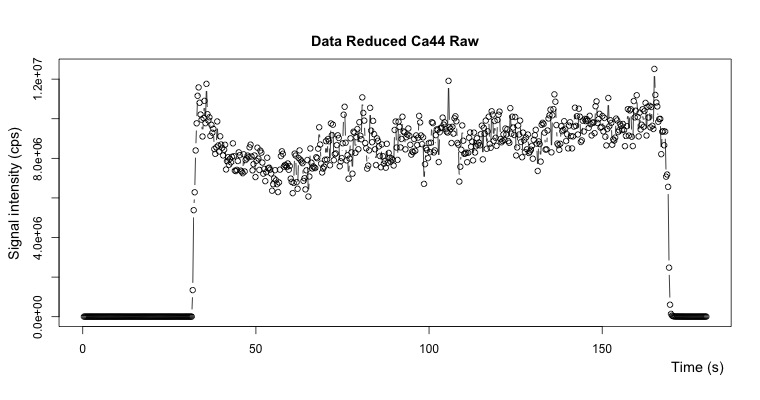 Data Reduced Ca44 Raw
Signal intensity (cps)
1.2e+07
8.0e+06
4.0e+06
0.0e+00
0 50 100 150
Time (s)